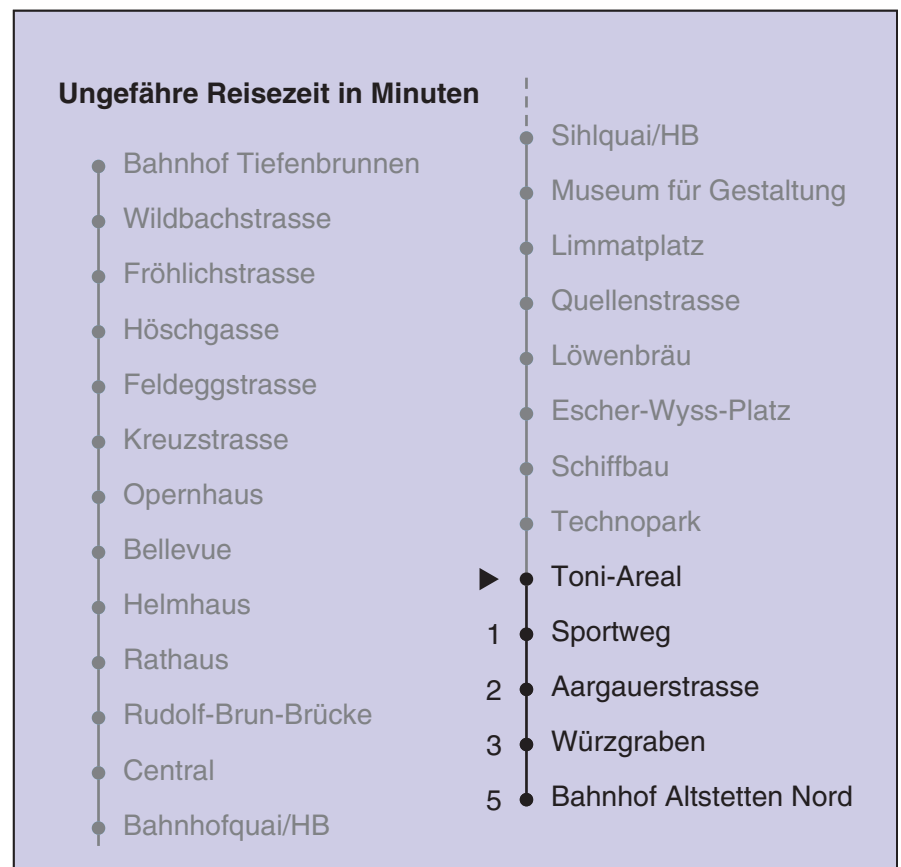 Ungefähre Reisezeit in Minuten
Bahnhof Tiefenbrunnen
Wildbachstrasse
Fröhlichstrasse
Höschgasse
Feldeggstrasse
Kreuzstrasse
Opernhaus
Bellevue
Helmhaus
Rathaus
Rudolf-Brun-Brücke
Central
Bahnhofquai/HB
Sihlquai/HB
Museum für Gestaltung
Limmatplatz
Quellenstrasse
Löwenbräu
Escher-Wyss-Platz
Schiffbau
Technopark
Toni-Areal
1 Sportweg
2 Aargauerstrasse
3 Würzgraben
5 Bahnhof Altstetten Nord